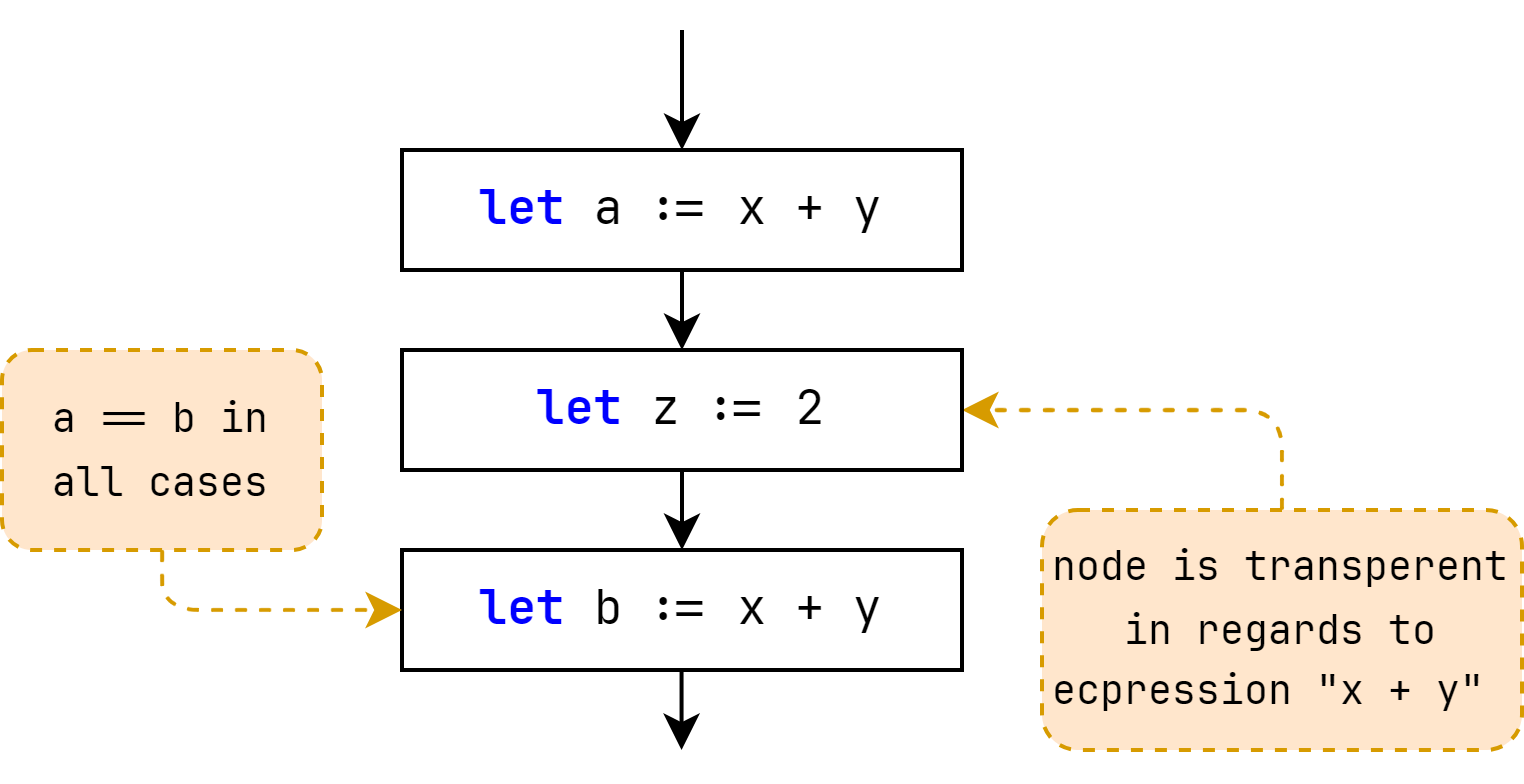 let a := x + y
let z := 2
a == b in
all cases
let b := x + y
node is transperent
in regards to
ecpression "x + y"